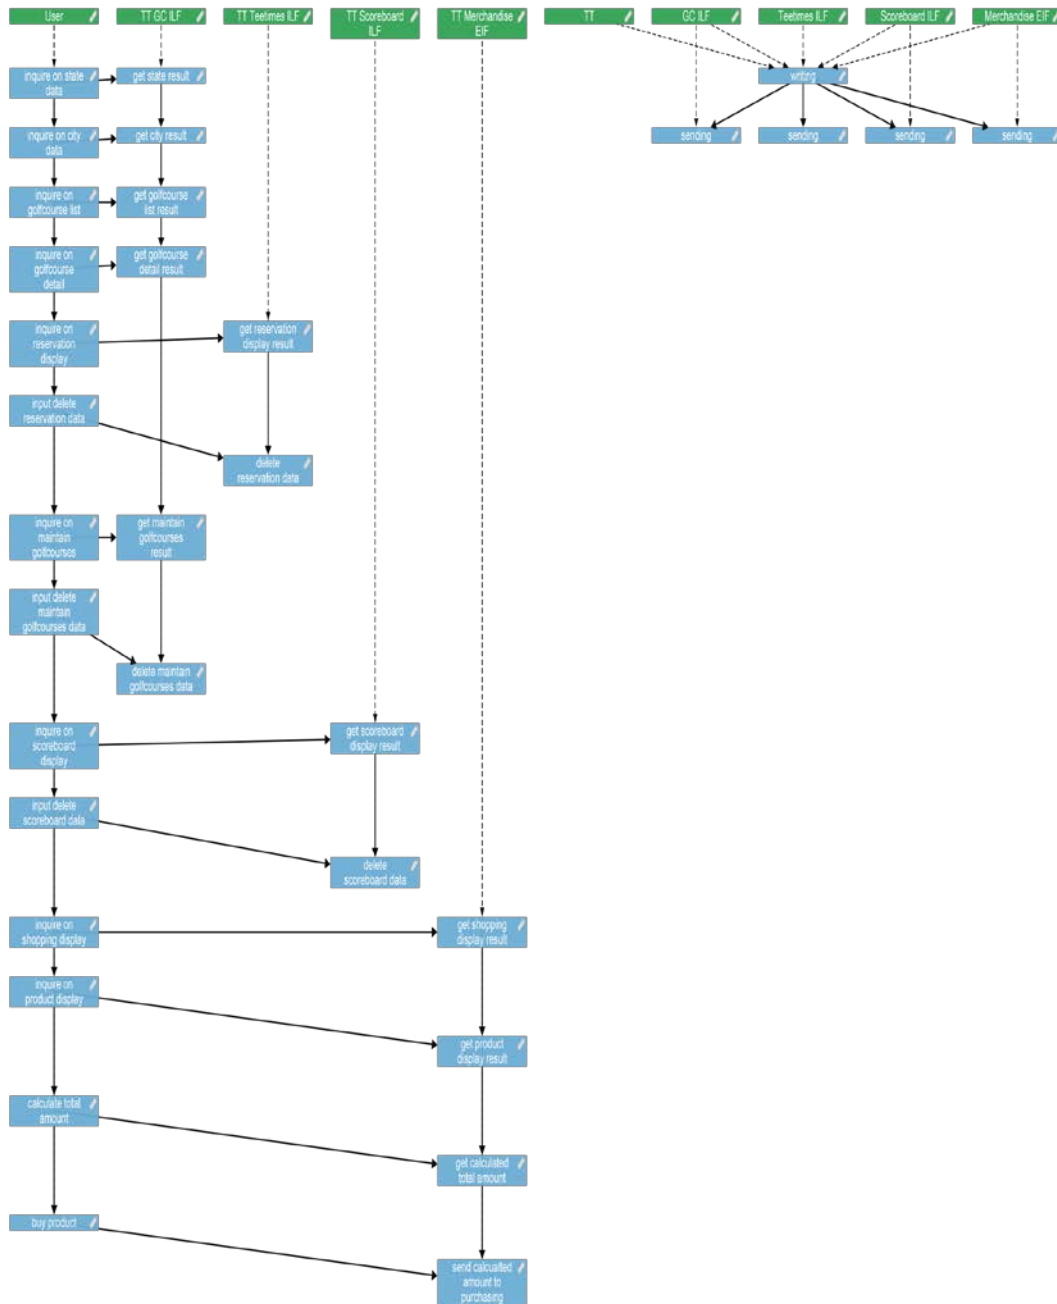 User
TT GC ILF
TT Teetimes ILF
TT Scoreboard
ILF
TT Merchandise
EIF
TT
GC ILF
Teetimes ILF
Scoreboard ILF
Merchandise EIF
inquire on state
data
get state result
writing
inquire on city
data
get city result
sending
sending
sending
sending
inquire on
golfcourse list
get golfcourse
list result
inquire on
golfcourse
detail
get golfcourse
detail result
inquire on
reservation
display
get reservation
display result
input delete
reservation data
delete
reservation data
inquire on
maintain
golfcourses
get maintain
golfcourses
result
input delete
maintain
golfcourses data
delete maintain
golfcourses data
inquire on
scoreboard
display
get scoreboard
display result
input delete
scoreboard data
delete
scoreboard data
inquire on
shopping display
get shopping
display result
inquire on
product display
get product
display result
calculate total
amount
get calculated
total amount
buy product
send calcualted
amount to
purchasing